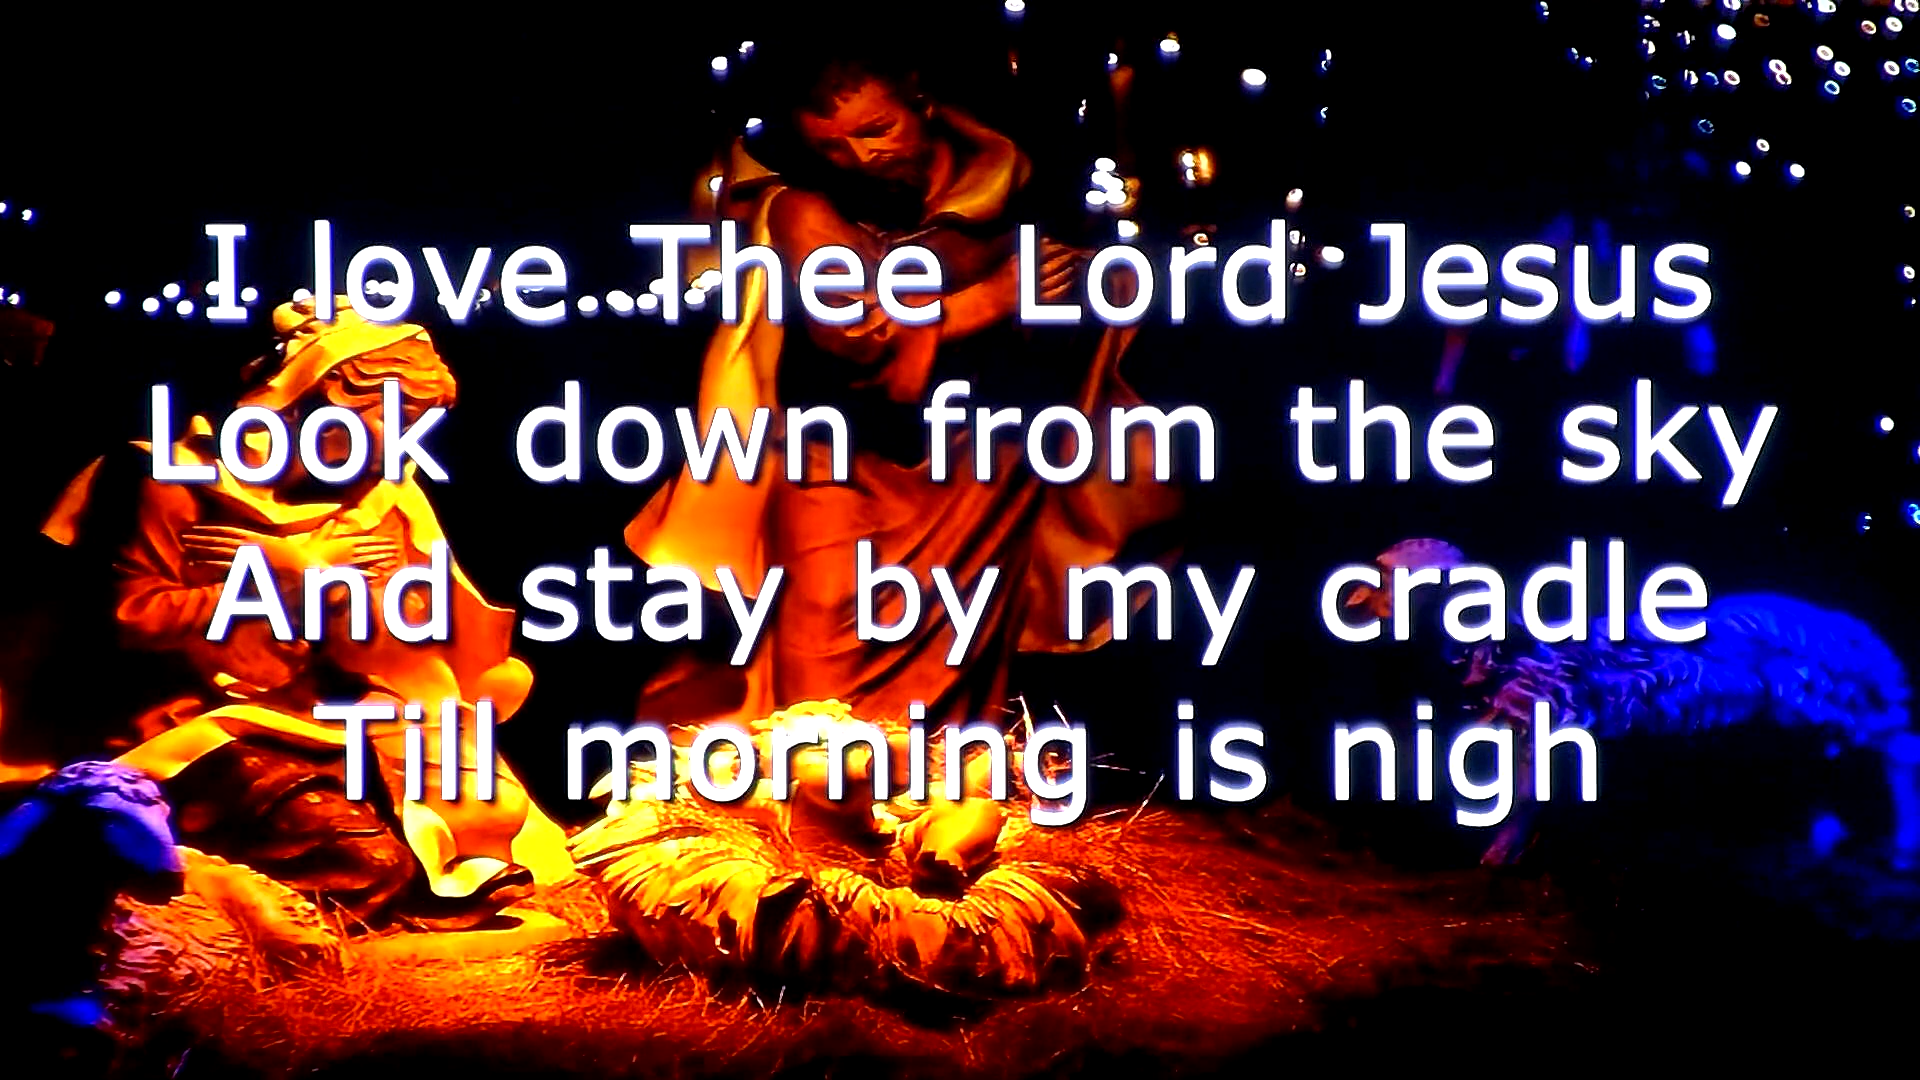 I love Thee Lord Jesus
Look down from the sky
And stay by my cradle
Till morning is nigh